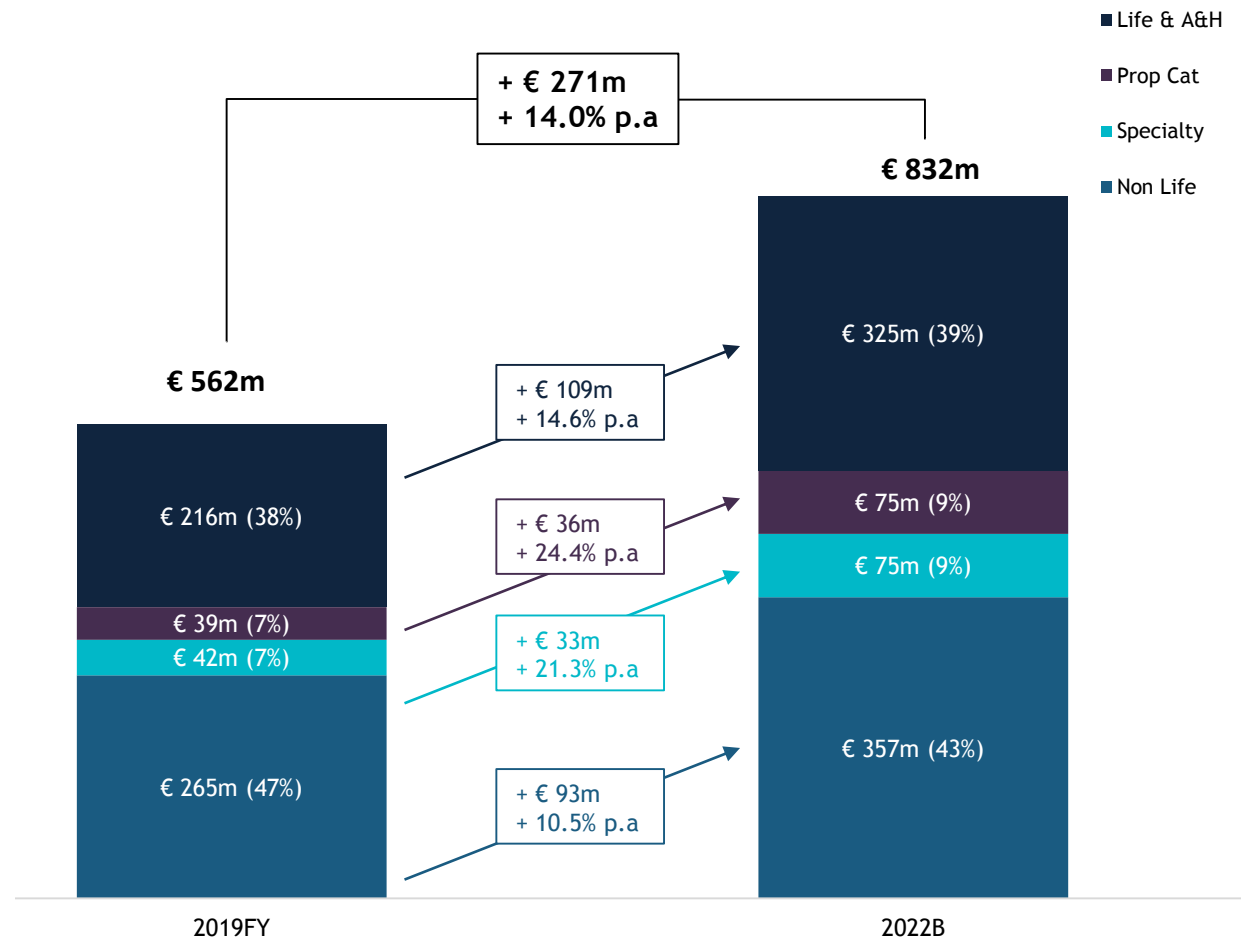 Life & A&H
Prop Cat
Specialty
Non Life
+ € 271m
+ 14.0% p.a
€ 832m
€ 562m
€ 325m (39%)
+ € 109m
+ 14.6% p.a
€ 216m (38%)
€ 75m (9%)
+ € 36m
+ 24.4% p.a
€ 75m (9%)
€ 39m (7%)
€ 42m (7%)
+ € 33m
+ 21.3% p.a
€ 357m (43%)
€ 265m (47%)
+ € 93m
+ 10.5% p.a
2019FY
2022B